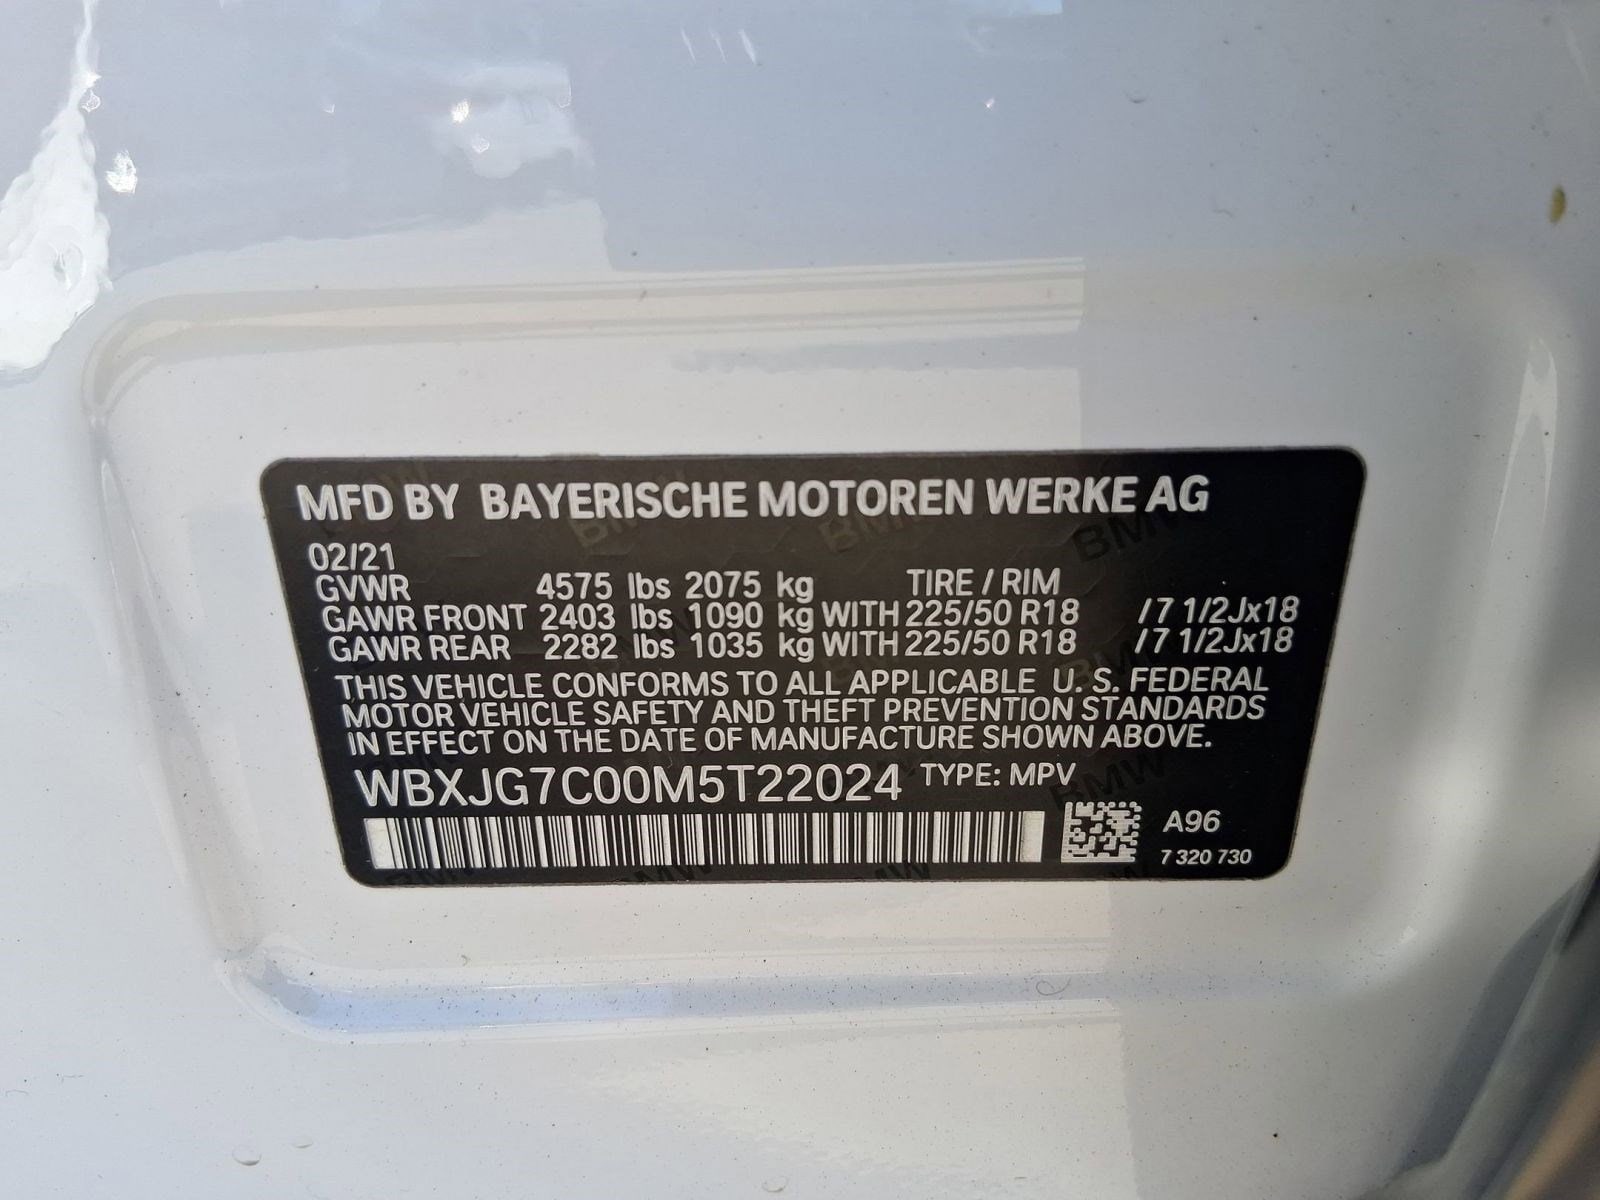 MFD BY BAYERISCHE MOTOREN WERKE AG
02/21
GVWR 4575 lbs 2075 kg TIRE / RIM
GAWR FRONT 2403 lbs 1090 kg WITH 225/50 R18 / 7 1/2Jx18
GAWR REAR 2282 lbs 1035 kg WITH 225/50 R18 / 7 1/2Jx18
THIS VEHICLE CONFORMS TO ALL APPLICABLE U. S. FEDERAL
MOTOR VEHICLE SAFETY AND THEFT PREVENTION STANDARDS
IN EFFECT ON THE DATE OF MANUFACTURE SHOWN ABOVE.
WBXJG7C00M5T22024 TYPE: MPV
A96
7 320 730